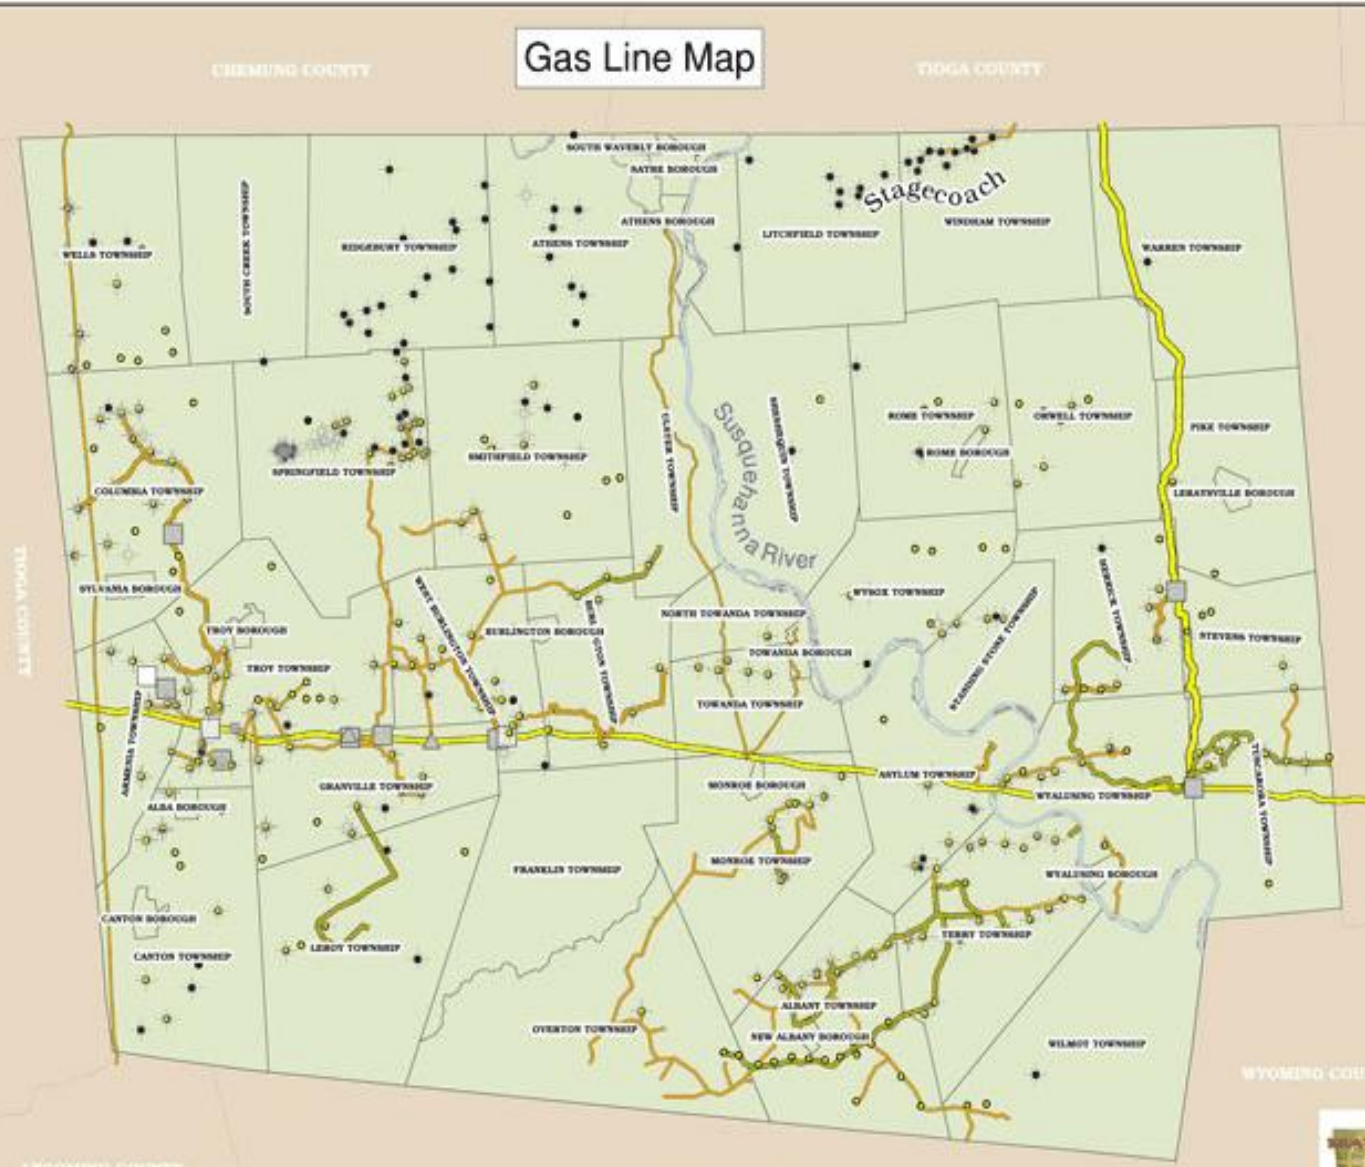 Gas Line Map
CHEMUNG COUNTY
TIOGA COUNTY
SOUTH WAVERLY BOROUGH
SAYRE BOROUGH
Stagecoach
ATHENS BOROUGH
WINDHAM TOWNSHIP
LITCHFIELD TOWNSHIP
SOUTH CREEK TOWNSHIP
RIDGEBURY TOWNSHIP
ATHENS TOWNSHIP
WARREN TOWNSHIP
WELLS TOWNSHIP
ROME TOWNSHIP
ORWELL TOWNSHIP
PIKE TOWNSHIP
SHESHEQUIN TOWNSHIP
ULSTER TOWNSHIP
ROME BOROUGH
SMITHFIELD TOWNSHIP
SPRINGFIELD TOWNSHIP
COLUMBIA TOWNSHIP
LERAYSVILLE BOROUGH
Susquehanna River
TIOGA COUNTY
SYLVANIA BOROUGH
WYSOX TOWNSHIP
HERRICK TOWNSHIP
NORTH TOWANDA TOWNSHIP
TROY BOROUGH
WEST BURLINGTON TOWNSHIP
BURLINGTON BOROUGH
BURLINGTON TOWNSHIP
STEVENS TOWNSHIP
STANDING STONE TOWNSHIP
TOWANDA BOROUGH
TROY TOWNSHIP
TOWANDA TOWNSHIP
ARMENIA TOWNSHIP
ASYLUM TOWNSHIP
GRANVILLE TOWNSHIP
MONROE BOROUGH
WYALUSING TOWNSHIP
TUSCARORA TOWNSHIP
ALBA BOROUGH
MONROE TOWNSHIP
FRANKLIN TOWNSHIP
WYALUSING BOROUGH
CANTON BOROUGH
TERRY TOWNSHIP
LEROY TOWNSHIP
CANTON TOWNSHIP
ALBANY TOWNSHIP
OVERTON TOWNSHIP
NEW ALBANY BOROUGH
WILMOT TOWNSHIP
WYOMING COU